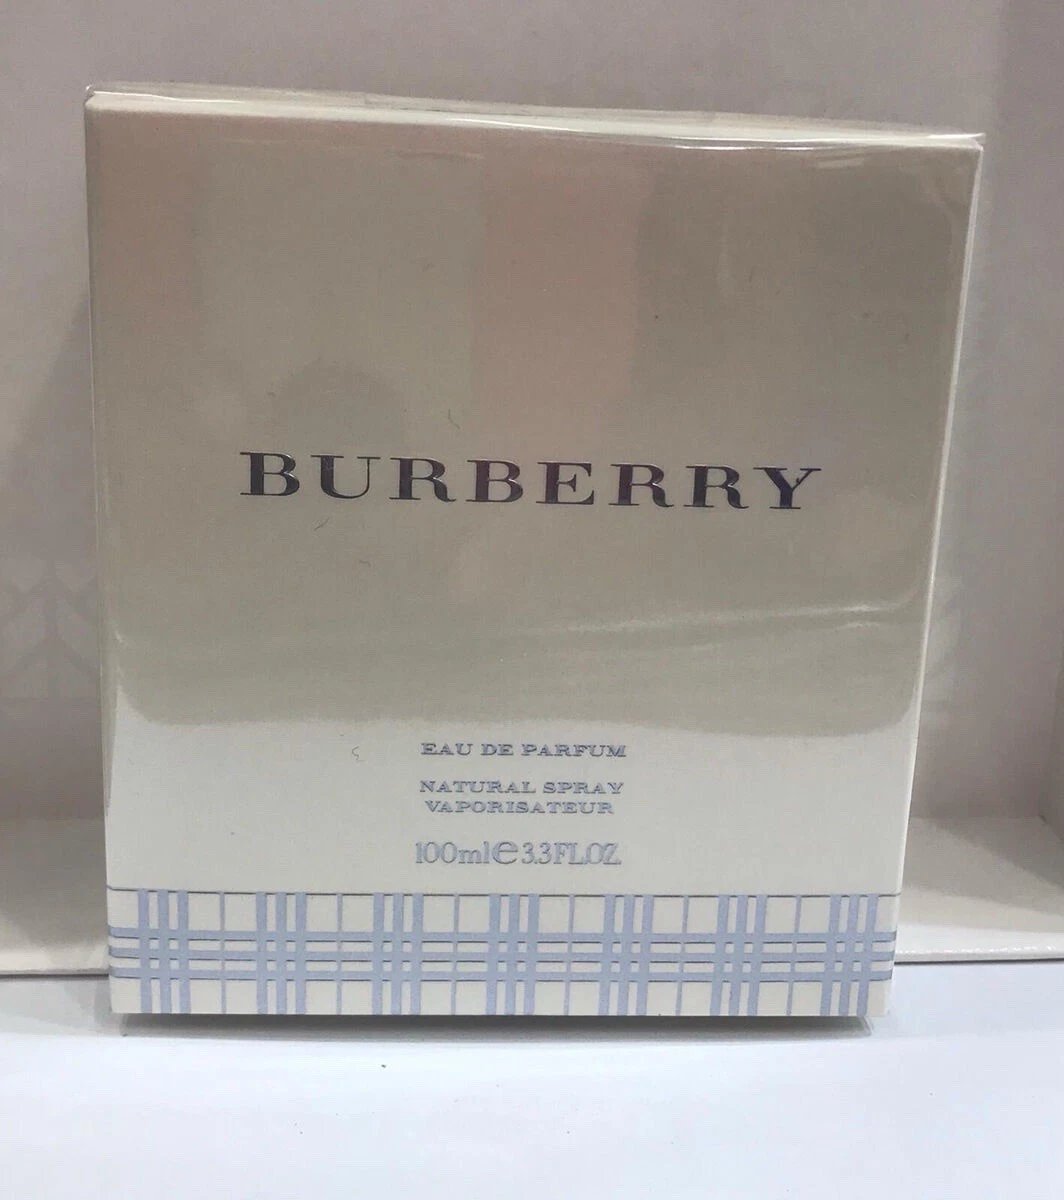 BURBERRY
EAU DE PARFUM
NATURAL SPRAY
VAPORISATEUR
100ml℮3.3FL.OZ.